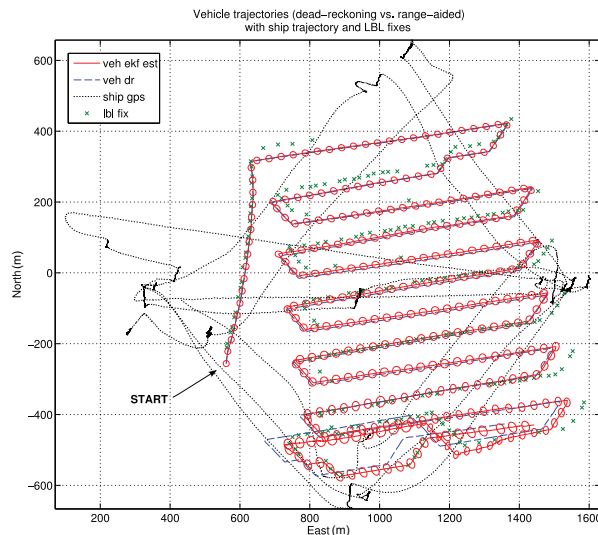 Vehicle trajectories (dead−reckoning vs. range−aided)
with ship trajectory and LBL fixes
veh ekf est
veh dr
ship gps
lbl fix
600
400
200
0
−200
−400
−600
North (m)
START
200 400 600 800 1000 1200 1400 1600
East (m)